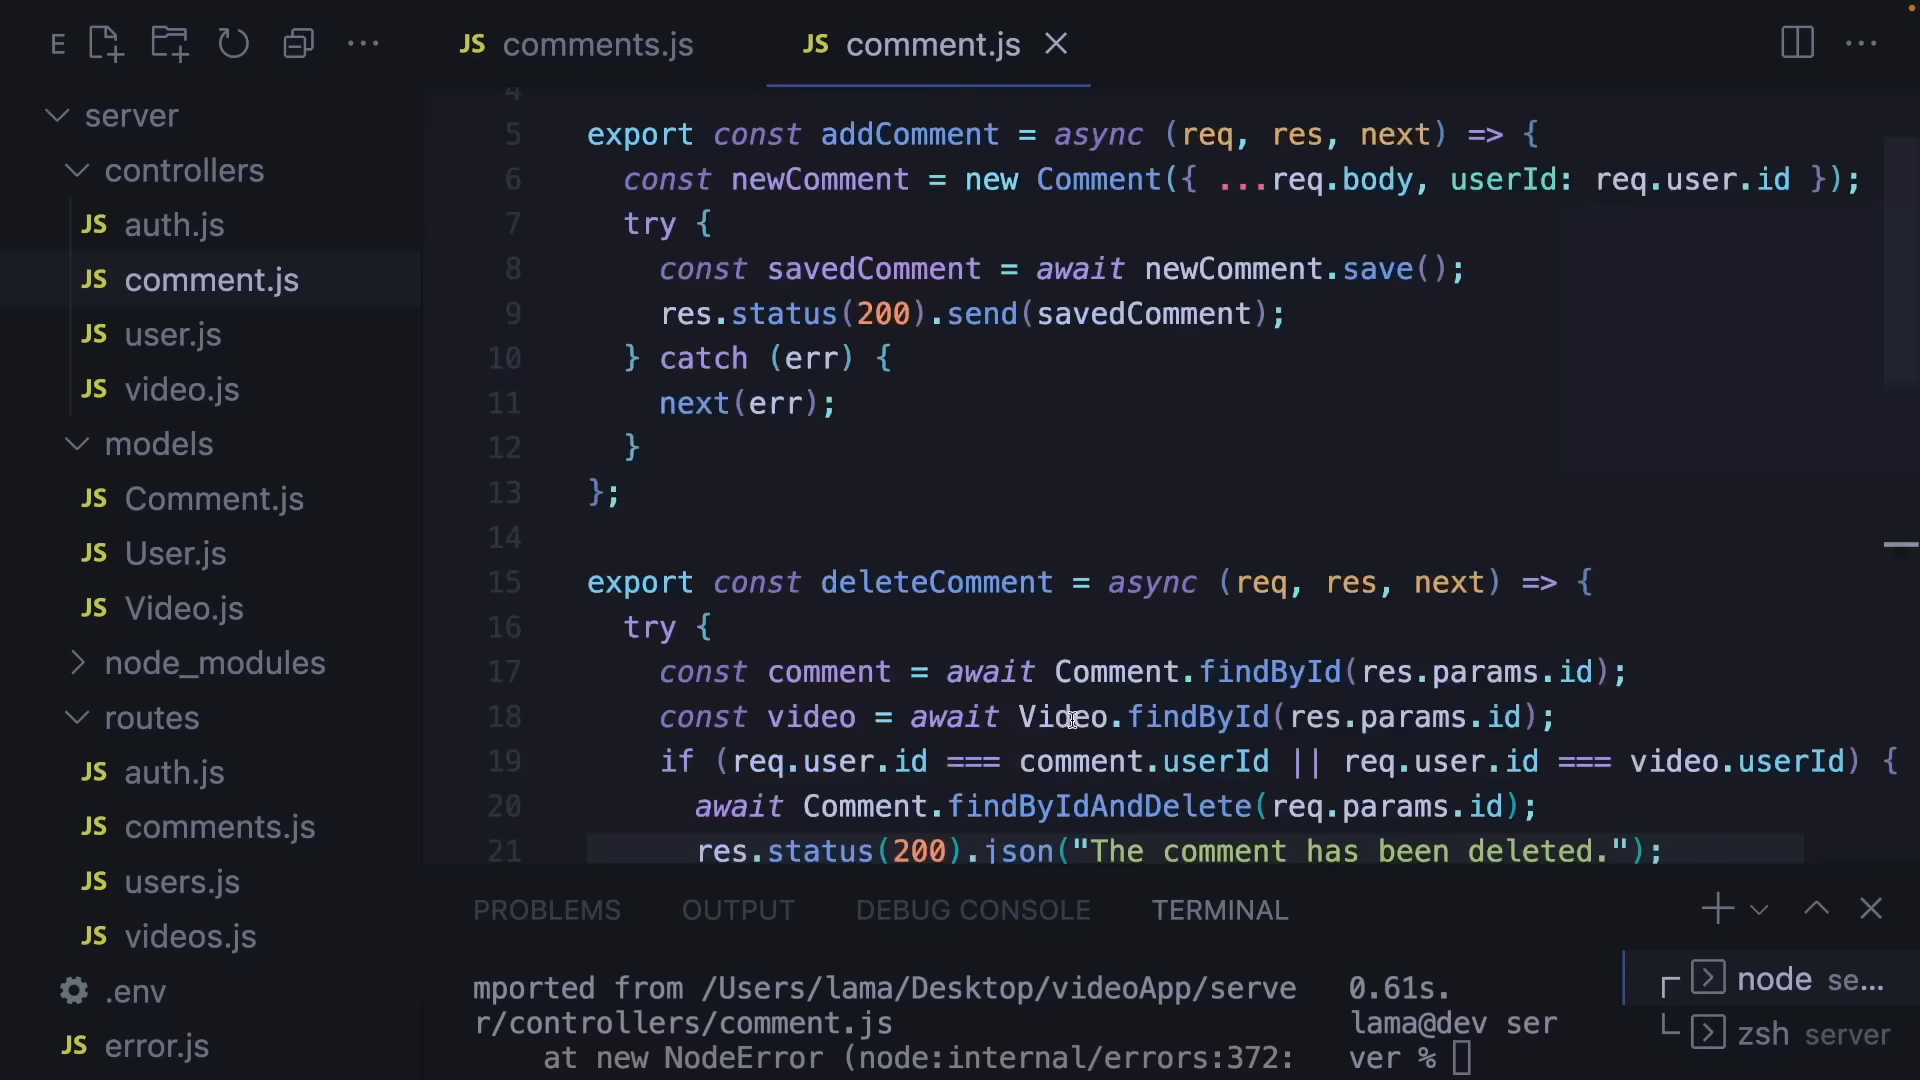 E
JS comments.js
JS comment.js
server
controllers
JS auth.js
JS comment.js
JS user.js
JS video.js
models
JS Comment.js
JS User.js
JS Video.js
node_modules
routes
JS auth.js
JS comments.js
JS users.js
JS videos.js
.env
JS error.js
4
5 export const addComment = async (req, res, next) => {
6 const newComment = new Comment({ ...req.body, userId: req.user.id });
7 try {
8 const savedComment = await newComment.save();
9 res.status(200).send(savedComment);
10 } catch (err) {
11 next(err);
12 }
13 };
14
15 export const deleteComment = async (req, res, next) => {
16 try {
17 const comment = await Comment.findById(res.params.id);
18 const video = await Video.findById(res.params.id);
19 if (req.user.id === comment.userId || req.user.id === video.userId) {
20 await Comment.findByIdAndDelete(req.params.id);
21 res.status(200).json("The comment has been deleted.");
PROBLEMS OUTPUT DEBUG CONSOLE TERMINAL
mported from /Users/lama/Desktop/videoApp/serve
r/controllers/comment.js
at new NodeError (node:internal/errors:372:
0.61s.
lama@dev ser
ver %
node se...
zsh server